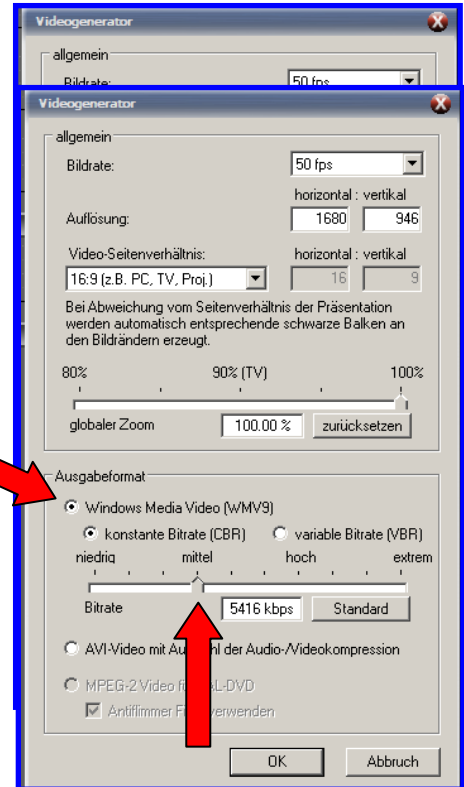 Videogenerator
allgemein
Bildrate: 50 fps
Videogenerator
allgemein
Bildrate: 50 fps
horizontal : vertikal
Auflösung: 1680 946
Video-Seitenverhältnis: horizontal : vertikal
16:9 (z.B. PC, TV, Proj.) 16 9
Bei Abweichung vom Seitenverhältnis der Präsentation
werden automatisch entsprechende schwarze Balken an
den Bildrändern erzeugt.
80% 90% (TV) 100%
globaler Zoom 100.00 % zurücksetzen
Ausgabeformat
Windows Media Video (WMV9)
konstante Bitrate (CBR) variable Bitrate (VBR)
niedrig mittel hoch extrem
Bitrate 5416 kbps Standard
AVI-Video mit der Audio-/Videokompression
MPEG-2 Video
Antiflimmer verwenden
OK Abbruch